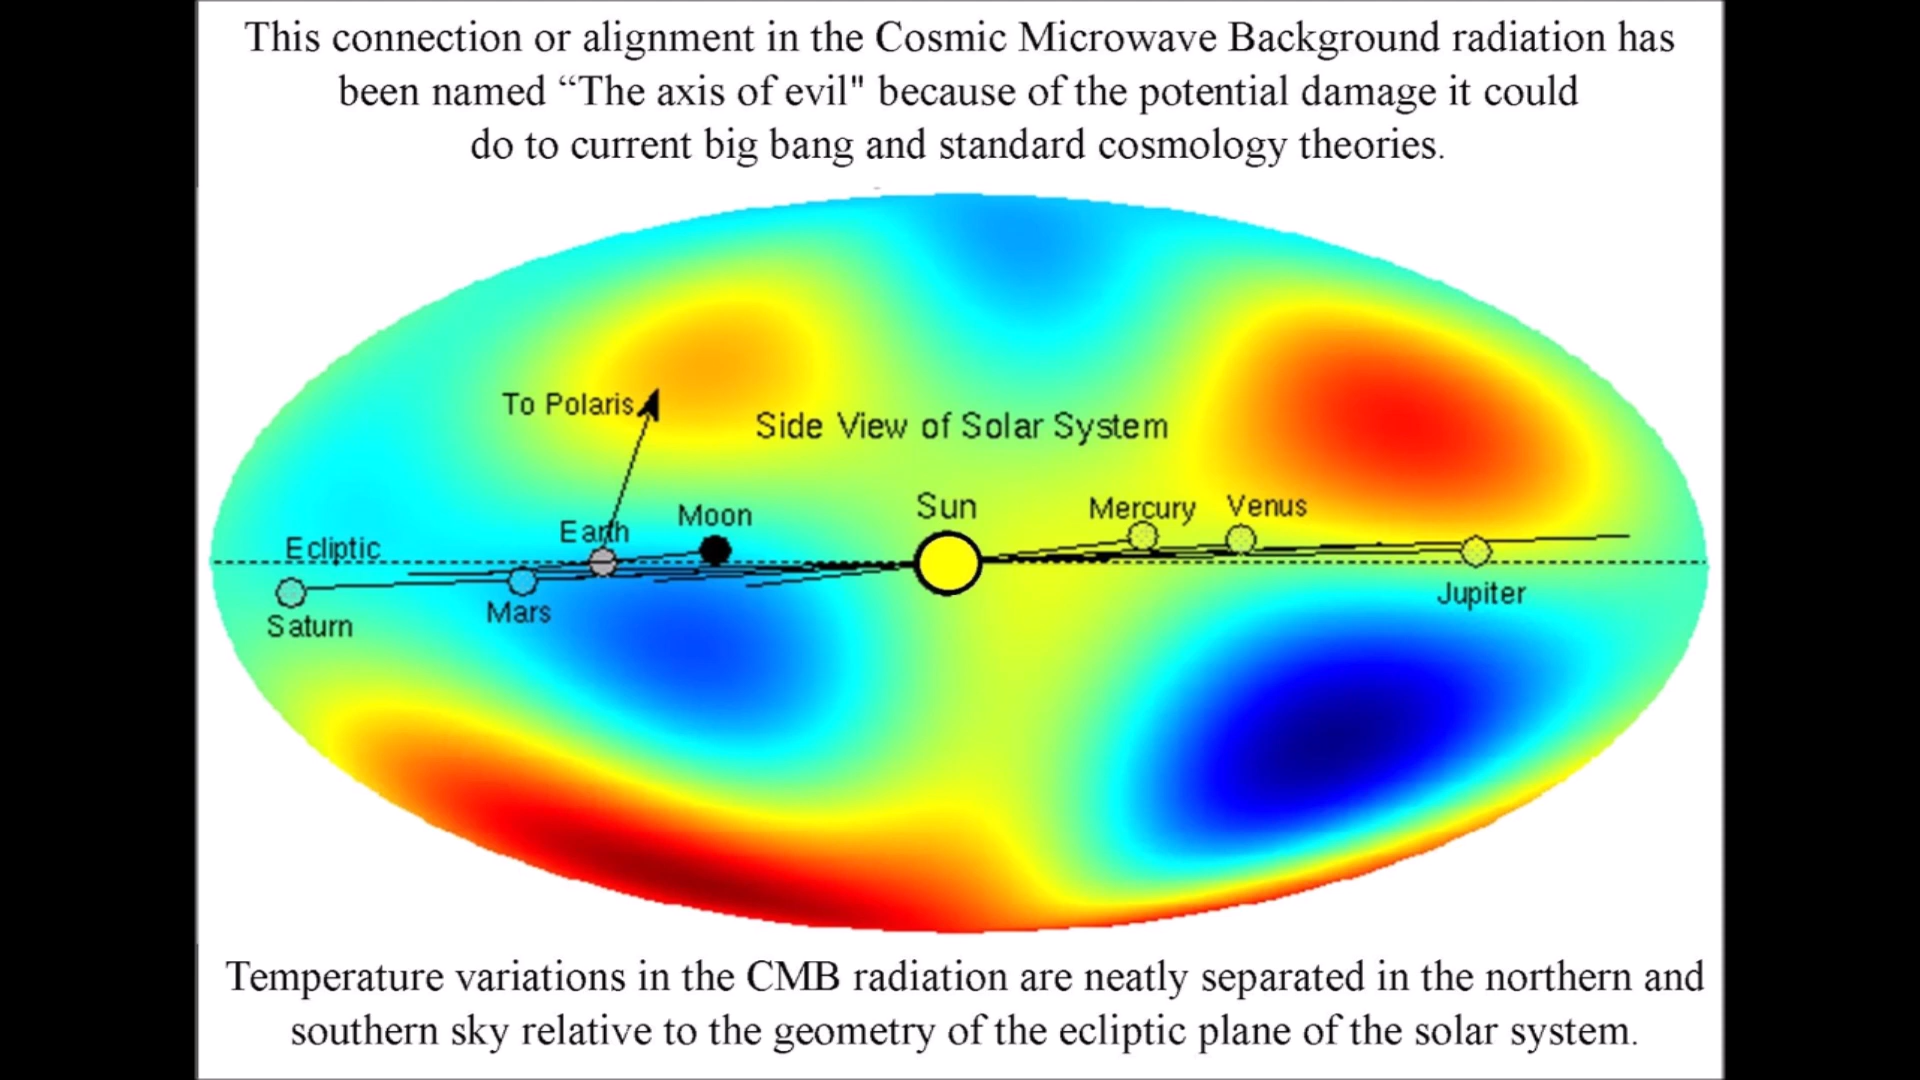 This connection or alignment in the Cosmic Microwave Background radiation has
been named “The axis of evil" because of the potential damage it could
do to current big bang and standard cosmology theories.
To Polaris
Side View of Solar System
Sun
Mercury
Venus
Moon
Earth
Ecliptic
Mars
Jupiter
Saturn
Temperature variations in the CMB radiation are neatly separated in the northern and
southern sky relative to the geometry of the ecliptic plane of the solar system.